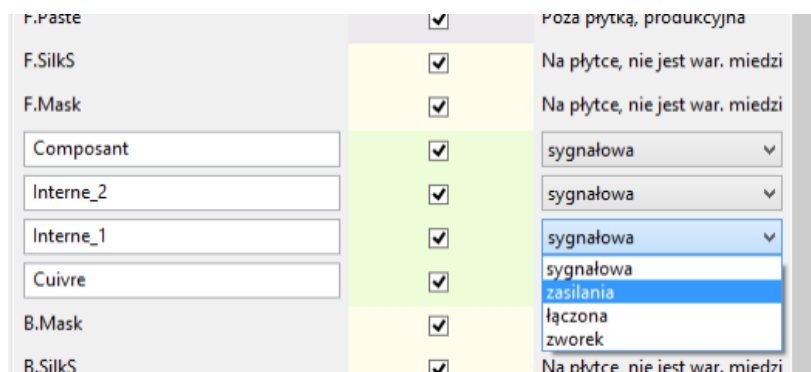 F.Paste Poza płytką, produkcyjna
F.SilkS Na płytce, nie jest war. miedzi
F.Mask Na płytce, nie jest war. miedzi
Composant sygnałowa
Interne_2 sygnałowa
Interne_1 sygnałowa
Cuivre sygnałowa
zasilania
łączona
B.Mask zworek
B.SilkS Na płytce, nie jest war. miedzi